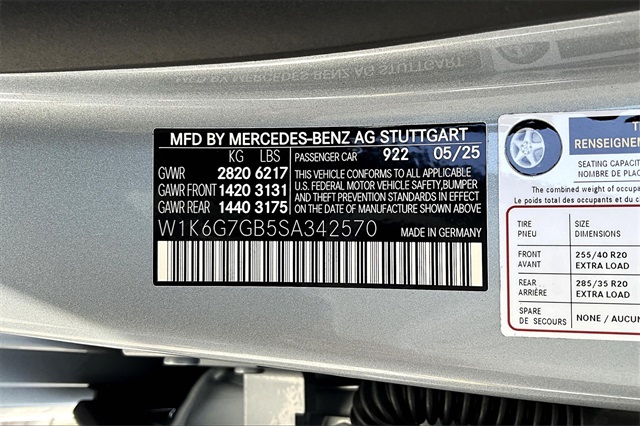 MFD BY MERCEDES-BENZ AG STUTTGART
KG LBS
PASSENGER CAR 922 05/25
GVWR 2820 6217
GAWR FRONT 1420 3131
GAWR REAR 1440 3175
THIS VEHICLE CONFORMS TO ALL APPLICABLE
U.S. FEDERAL MOTOR VEHICLE SAFETY,BUMPER
AND THEFT PREVENTION STANDARDS IN EFFECT
ON THE DATE OF MANUFACTURE SHOWN ABOVE.
W1K6G7GB5SA342570
MADE IN GERMANY
RENSEIGNEMEN
SEATING CAPACITY
The combined weight of occupa
Le poids total des occupants et du c
TIRE SIZE
PNEU DIMENSIONS
FRONT 255/40 R20
AVANT EXTRA LOAD
REAR 285/35 R20
ARRIÈRE EXTRA LOAD
SPARE
DE SECOURS NONE / AUCUN